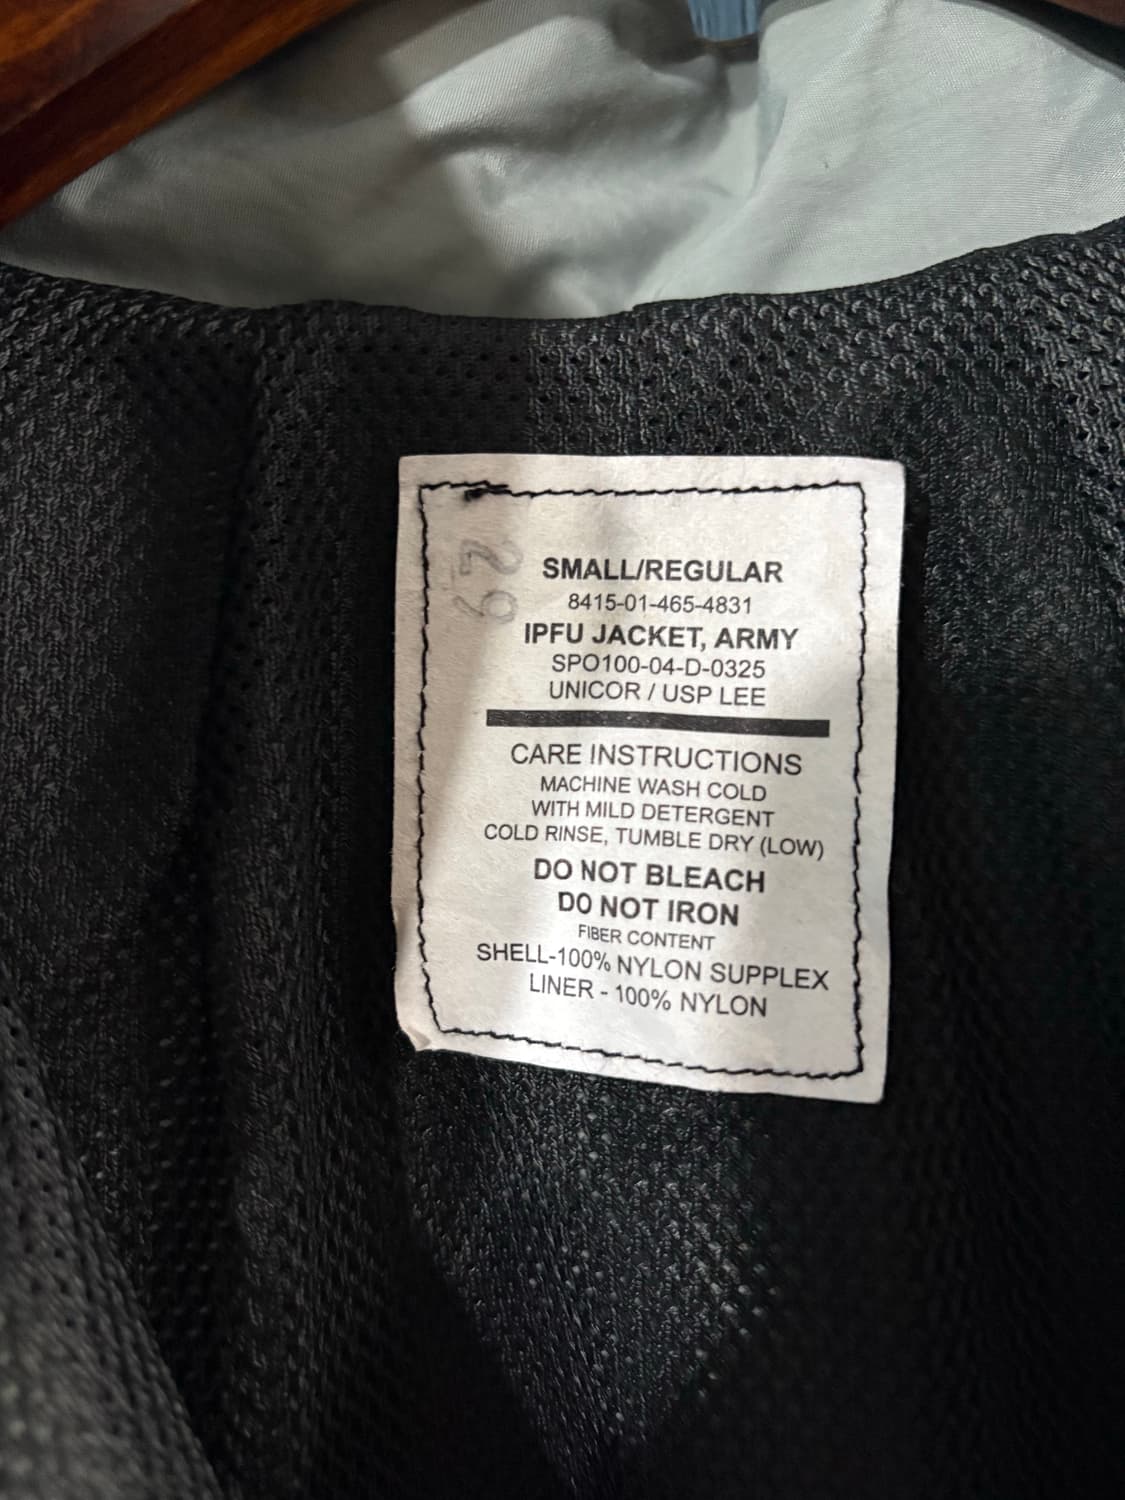 29
SMALL/REGULAR
8415-01-465-4831
IPFU JACKET, ARMY
SPO100-04-D-0325
UNICOR / USP LEE
CARE INSTRUCTIONS
MACHINE WASH COLD
WITH MILD DETERGENT
COLD RINSE, TUMBLE DRY (LOW)
DO NOT BLEACH
DO NOT IRON
FIBER CONTENT
SHELL-100% NYLON SUPPLEX
LINER - 100% NYLON